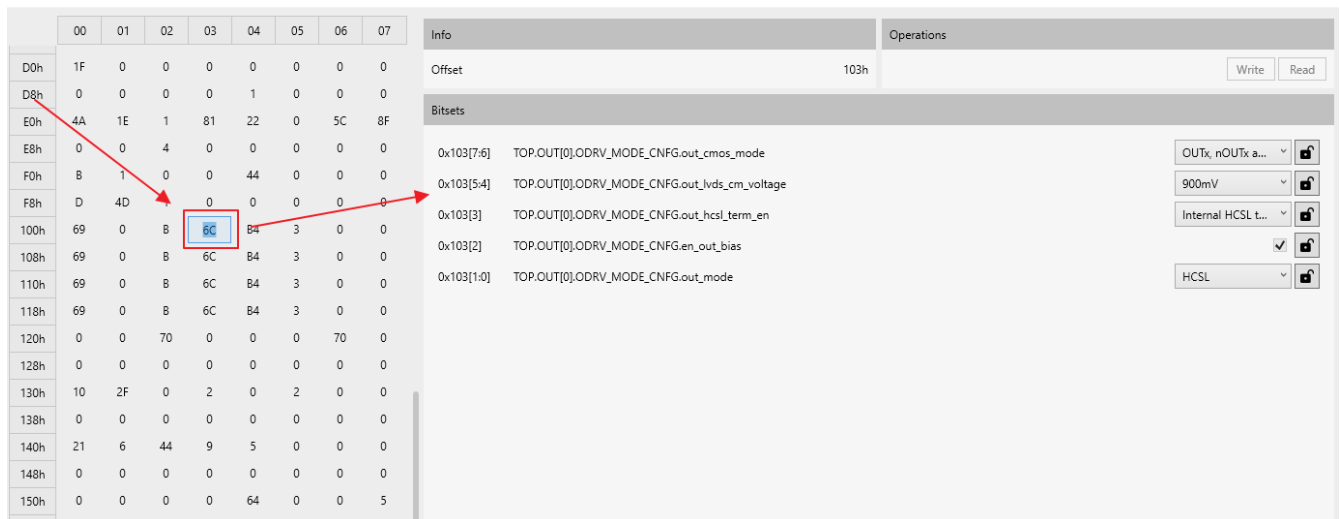 00 01 02 03 04 05 06 07
D0h 1F 0 0 0 0 0 0 0
D8h 0 0 0 0 1 0 0 0
E0h 4A 1E 1 81 22 0 5C 8F
E8h 0 0 4 0 0 0 0 0
F0h B 1 0 0 44 0 0 0
F8h D 4D 0 0 0 0 0
100h 69 0 B 6C B4 3 0 0
108h 69 0 B 6C B4 3 0 0
110h 69 0 B 6C B4 3 0 0
118h 69 0 B 6C B4 3 0 0
120h 0 0 70 0 0 0 70 0
128h 0 0 0 0 0 0 0 0
130h 10 2F 0 2 0 2 0 0
138h 0 0 0 0 0 0 0 0
140h 21 6 44 9 5 0 0 0
148h 0 0 0 0 0 0 0 0
150h 0 0 0 0 64 0 0 5
Info
Offset 103h
Operations
Write Read
Bitsets
0x103[7:6] TOP.OUT[0].ODRV_MODE_CNFG.out_cmos_mode OUTx, nOUTx a...
0x103[5:4] TOP.OUT[0].ODRV_MODE_CNFG.out_lvds_cm_voltage 900mV
0x103[3] TOP.OUT[0].ODRV_MODE_CNFG.out_hcsl_term_en Internal HCSL t...
0x103[2] TOP.OUT[0].ODRV_MODE_CNFG.en_out_bias
0x103[1:0] TOP.OUT[0].ODRV_MODE_CNFG.out_mode HCSL